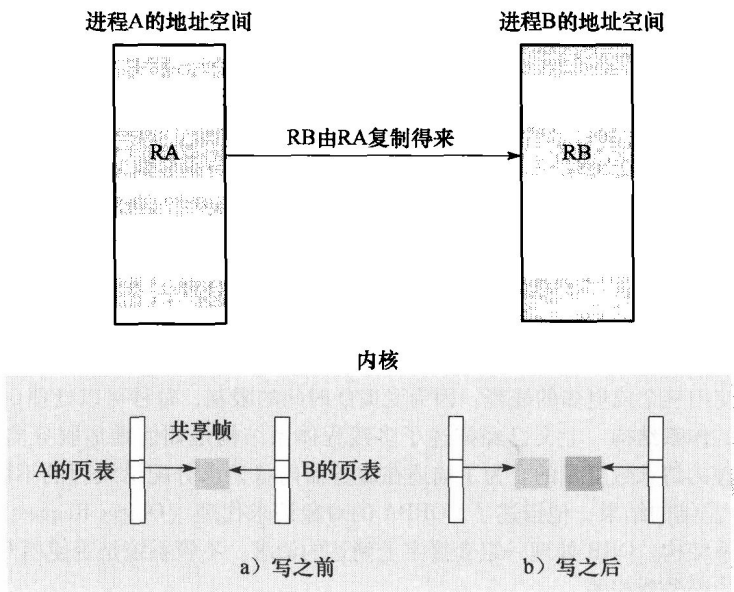 进程A的地址空间 进程B的地址空间
RA RB由RA复制得来 RB
内核
共享帧
A的页表 B的页表
a）写之前 b）写之后